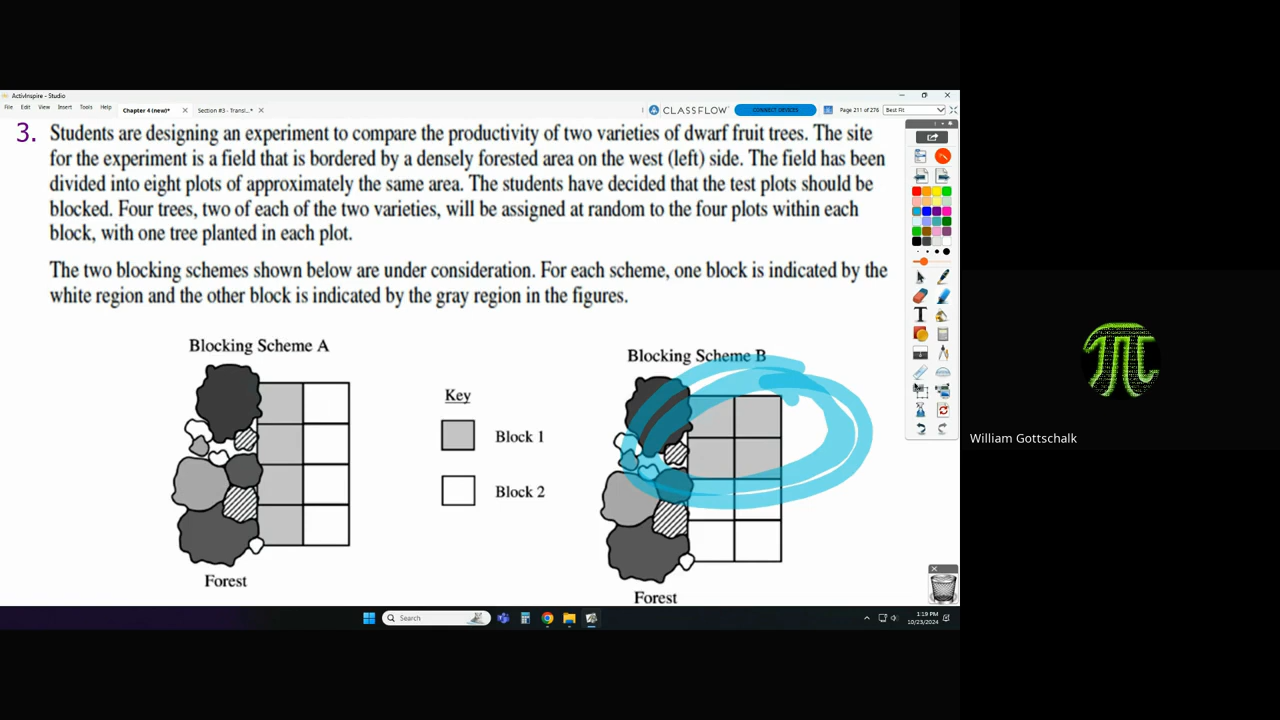 ActivInspire - Studio
File Edit View Insert Tools Help
Chapter 4 (new)*
Section #3 - Transi...*
CLASSFLOW
CONNECT DEVICES
Page 211 of 276
Best Fit
3. Students are designing an experiment to compare the productivity of two varieties of dwarf fruit trees. The site
for the experiment is a field that is bordered by a densely forested area on the west (left) side. The field has been
divided into eight plots of approximately the same area. The students have decided that the test plots should be
blocked. Four trees, two of each of the two varieties, will be assigned at random to the four plots within each
block, with one tree planted in each plot.
The two blocking schemes shown below are under consideration. For each scheme, one block is indicated by the
white region and the other block is indicated by the gray region in the figures.
Blocking Scheme A
Blocking Scheme B
Key
Block 1
Block 2
Forest
Forest
William Gottschalk
Search
1:19 PM
10/23/2024